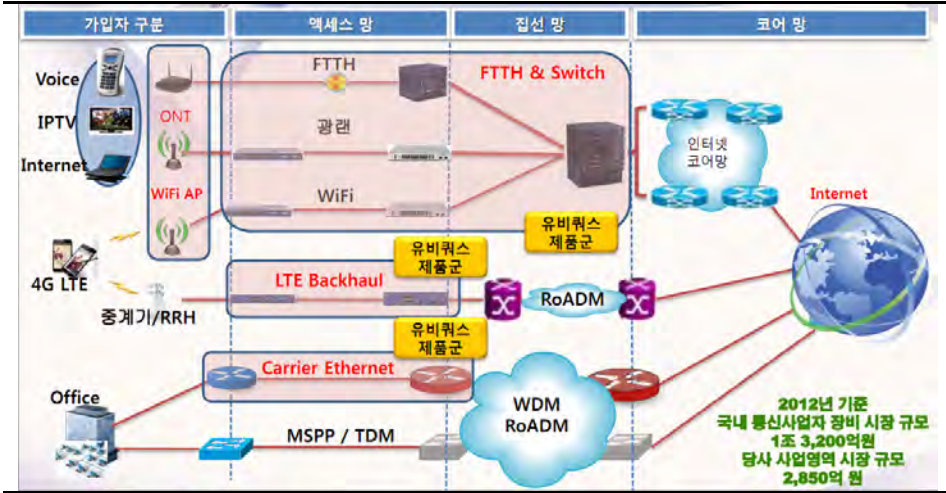 가입자 구분
액세스 망
집선 망
코어 망
Voice
IPTV
Internet
ONT
WiFi AP
FTTH
광랜
WiFi
FTTH & Switch
인터넷
코어망
Internet
유비쿼스
제품군
유비쿼스
제품군
4G LTE
중계기/RRH
LTE Backhaul
RoADM
유비쿼스
제품군
Carrier Ethernet
Office
MSPP / TDM
WDM
RoADM
2012년 기준
국내 통신사업자 장비 시장 규모
1조 3,200억원
당사 사업영역 시장 규모
2,850억 원